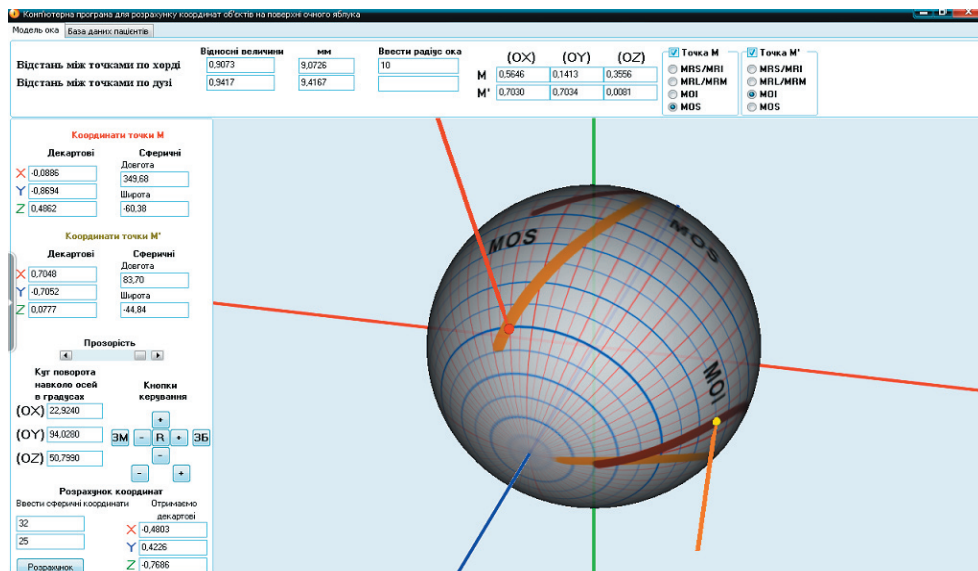 Комп'ютерна програма для розрахунку координат об'єктів на поверхні очного яблука
Модель ока База даних пацієнтів
Відносні величини мм Ввести радіус ока (OX) (OY) (OZ) Точка М Точка М'
Відстань між точками по хорді 0,9073 9,0726 10 М 0,5646 0,1413 0,3556 MRS/MRI MRS/MRI
Відстань між точками по дузі 0,9417 9,4167 М' 0,7030 0,7034 0,0081 MRL/MRM MRL/MRM
MOI MOI
MOS MOS
Координати точки М
Декартові Сферичні
Довгота
X -0,0886 349,68
Y -0,8694 Широта
Z 0,4862 -60,38
Координати точки М'
Декартові Сферичні
Довгота
X 0,7048 83,70
Y -0,7052 Широта
Z 0,0777 -44,84
Прозорість
Кут поворота
навколо осей
в градусах
Кнопки
керування
(OX) 22,9240 +
(OY) 94,0280 ЗМ - R + ЗБ
-
(OZ) 50,7990 - +
Розрахунок координат
Ввести сферичні координати Отримаємо
декартові
32 X -0,4803
25 Y 0,4226
Розрахунок Z -0,7686
MOS
MOS
MOI